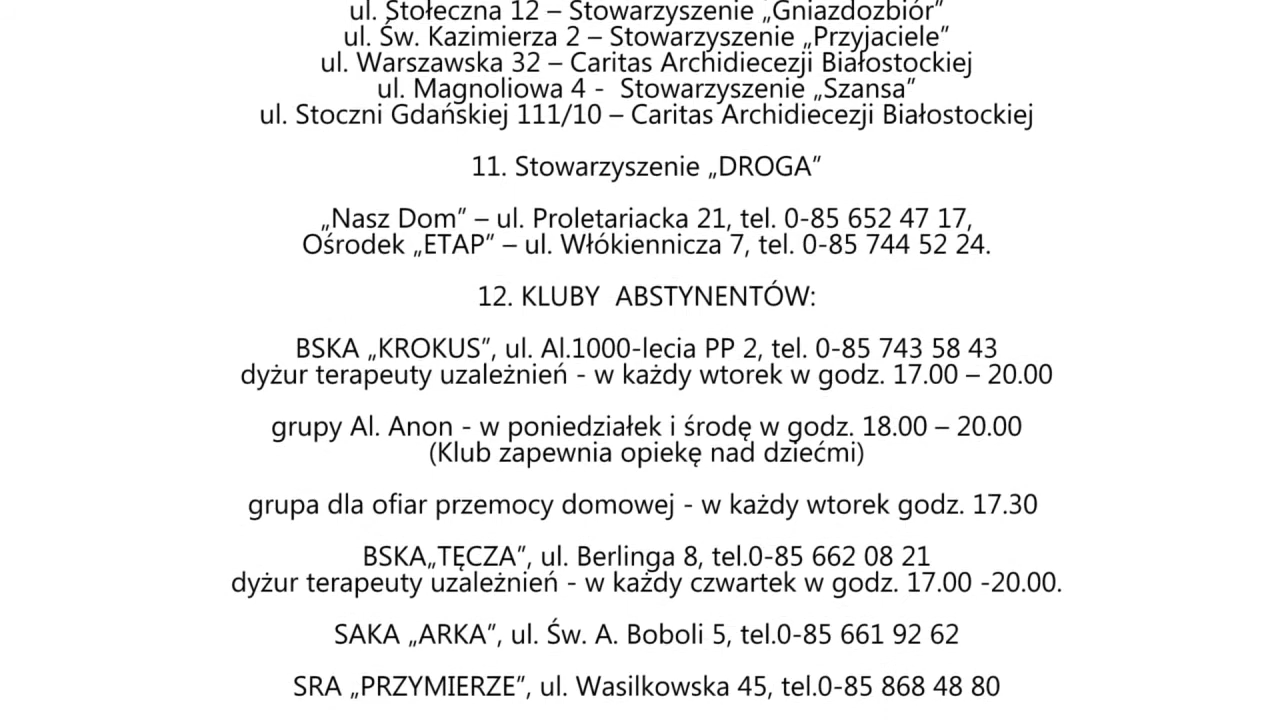 ul. Stołeczna 12 – Stowarzyszenie „Gniazdozbiór”
ul. Św. Kazimierza 2 – Stowarzyszenie „Przyjaciele”
ul. Warszawska 32 – Caritas Archidiecezji Białostockiej
ul. Magnoliowa 4 -  Stowarzyszenie „Szansa”
ul. Stoczni Gdańskiej 111/10 – Caritas Archidiecezji Białostockiej
11. Stowarzyszenie „DROGA”
„Nasz Dom” – ul. Proletariacka 21, tel. 0-85 652 47 17,
Ośrodek „ETAP” – ul. Włókiennicza 7, tel. 0-85 744 52 24.
12. KLUBY  ABSTYNENTÓW:
BSKA „KROKUS”, ul. Al.1000-lecia PP 2, tel. 0-85 743 58 43
dyżur terapeuty uzależnień - w każdy wtorek w godz. 17.00 – 20.00
grupy Al. Anon - w poniedziałek i środę w godz. 18.00 – 20.00
(Klub zapewnia opiekę nad dziećmi)
grupa dla ofiar przemocy domowej - w każdy wtorek godz. 17.30
BSKA„TĘCZA”, ul. Berlinga 8, tel.0-85 662 08 21
dyżur terapeuty uzależnień - w każdy czwartek w godz. 17.00 -20.00.
SAKA „ARKA”, ul. Św. A. Boboli 5, tel.0-85 661 92 62
SRA „PRZYMIERZE”, ul. Wasilkowska 45, tel.0-85 868 48 80